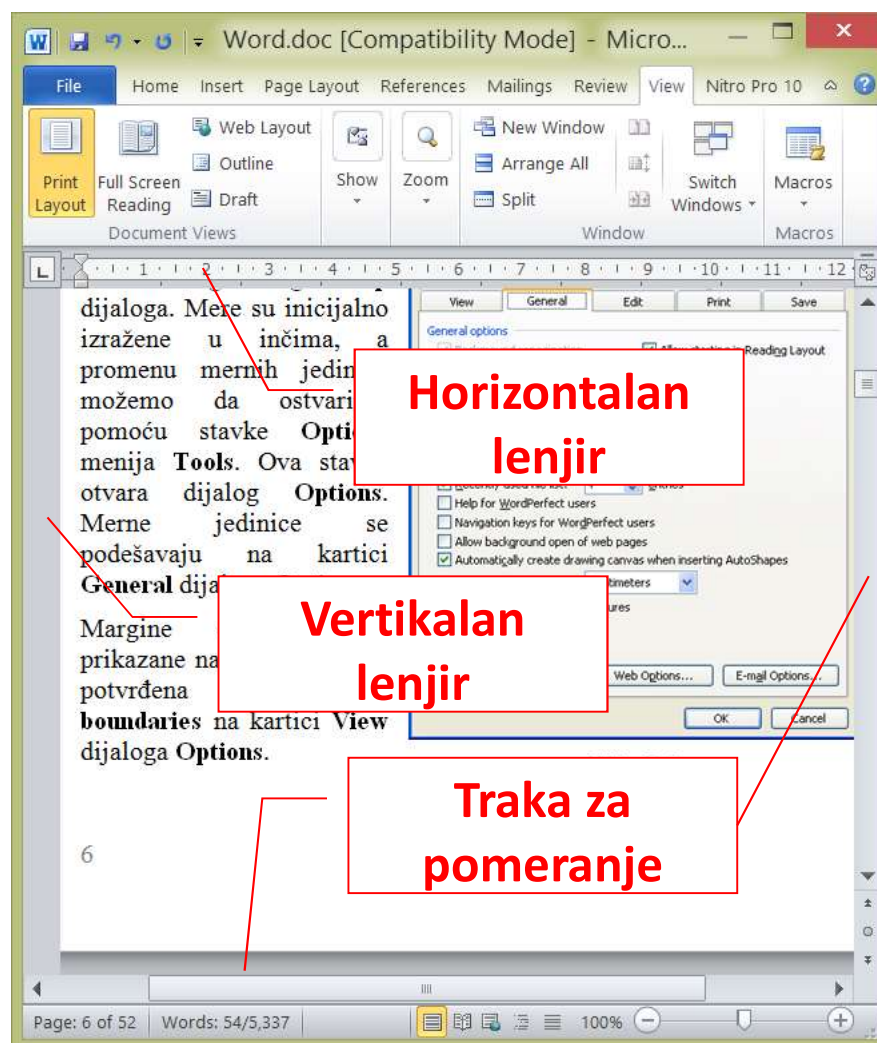 Word.doc [Compatibility Mode] - Micro...
File Home Insert Page Layout References Mailings Review View Nitro Pro 10
Print Layout
Full Screen Reading
Web Layout
Outline
Draft
Show
Zoom
New Window
Arrange All
Split
Switch Windows
Macros
Document Views Window Macros
1 2 3 4 5 6 7 8 9 10 11 12
dijaloga. Mere su inicijalno
izražene u inčima, a
promenu mernih
možemo da
pomoću stavke
menija Tools. Ova
otvara dijalog Options.
Merne jedinice se
podešavaju na kartici
General
Margine
prikazane na
potvrđena
boundaries na kartici View
dijaloga Options.
6
View General Edit Print Save
General options
Allow starting in Reading Layout
Recently used file list: entries
Help for WordPerfect users
Navigation keys for WordPerfect users
Allow background open of web pages
Automatically create drawing canvas when inserting AutoShapes
Web Options... E-mail Options...
OK Cancel
Horizontalan
lenjir
Vertikalan
lenjir
Traka za
pomeranje
Page: 6 of 52 Words: 54/5,337 100%